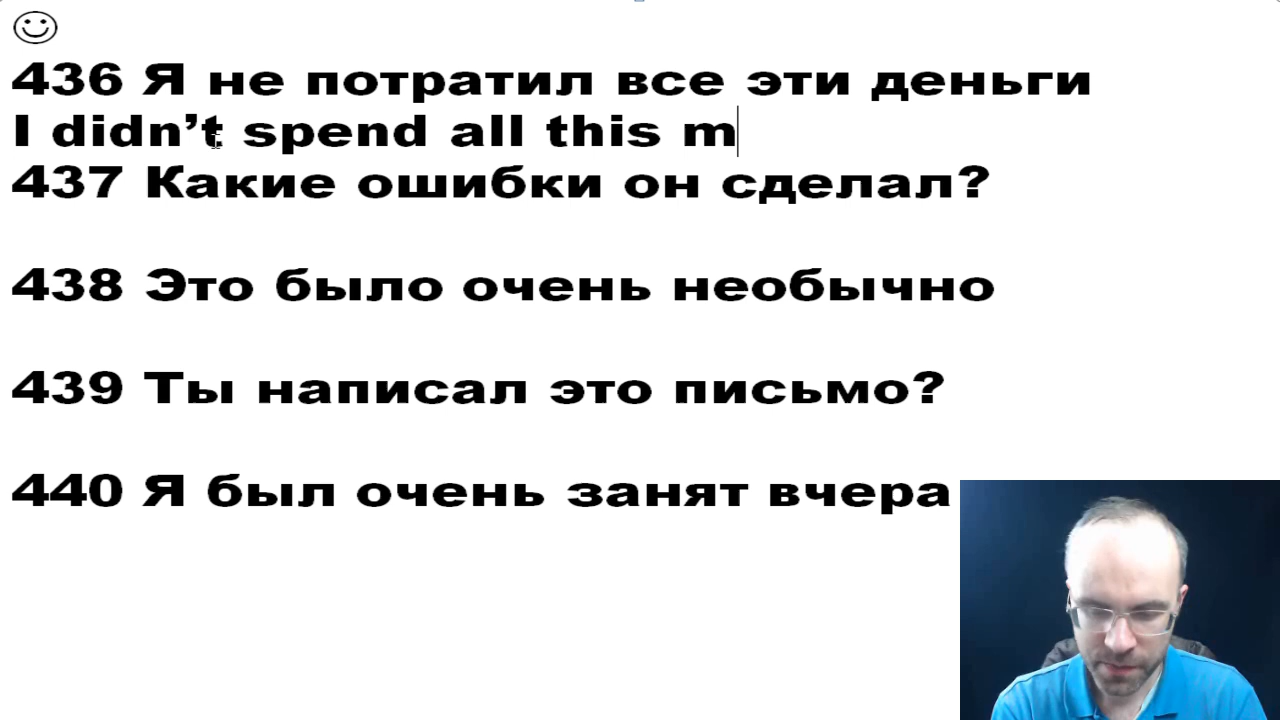 436 Я не потратил все эти деньги
I didn’t spend all this m
437 Какие ошибки он сделал?
438 Это было очень необычно
439 Ты написал это письмо?
440 Я был очень занят вчера